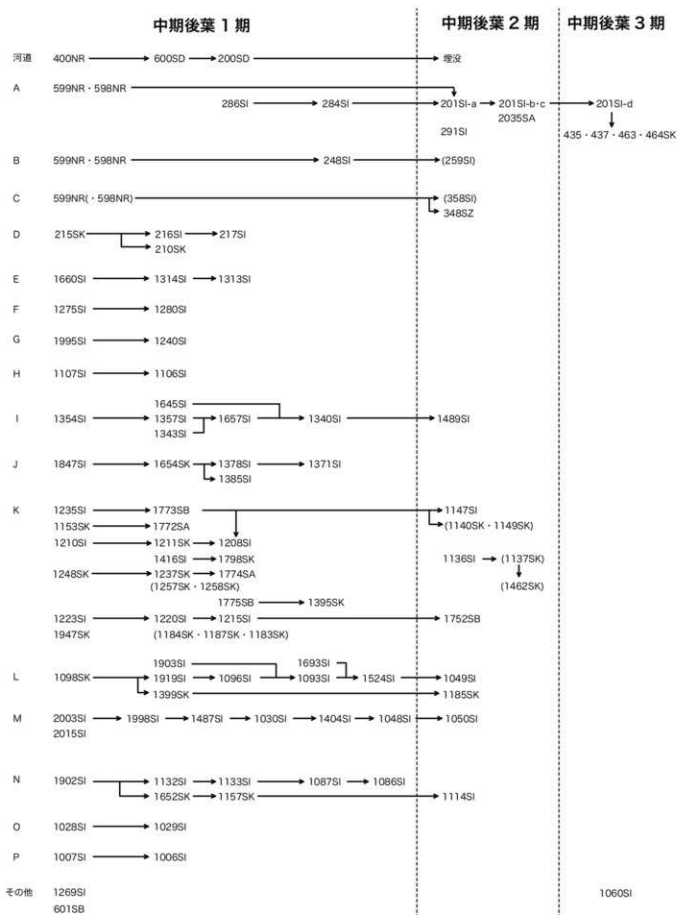 中期後葉1期 中期後葉2期 中期後葉3期
河道 400NR 600SD 200SD 埋没
A 599NR・598NR
286SI 284SI 201SI-a 201SI-b・c 201SI-d
2035SA
291SI 435・437・463・464SK
B 599NR・598NR 248SI (259SI)
C 599NR(・598NR) (358SI)
348SZ
D 215SK 216SI 217SI
210SK
E 1660SI 1314SI 1313SI
F 1275SI 1280SI
G 1995SI 1240SI
H 1107SI 1106SI
1645SI
I 1354SI 1357SI 1657SI 1340SI 1489SI
1343SI
J 1847SI 1654SK 1378SI 1371SI
1385SI
K 1235SI 1773SB 1147SI
1153SK 1772SA (1140SK・1149SK)
1210SI 1211SK 1208SI
1416SI 1798SK 1136SI (1137SK)
1248SK 1237SK 1774SA
(1257SK・1258SK) (1462SK)
1775SB 1395SK
1223SI 1220SI 1215SI 1752SB
1947SK (1184SK・1187SK・1183SK)
1903SI 1693SI
L 1098SK 1919SI 1096SI 1093SI 1524SI 1049SI
1399SK 1185SK
M 2003SI 1998SI 1487SI 1030SI 1404SI 1048SI 1050SI
2015SI
N 1902SI 1132SI 1133SI 1087SI 1086SI
1652SK 1157SK 1114SI
O 1028SI 1029SI
P 1007SI 1006SI
その他 1269SI 1060SI
601SB